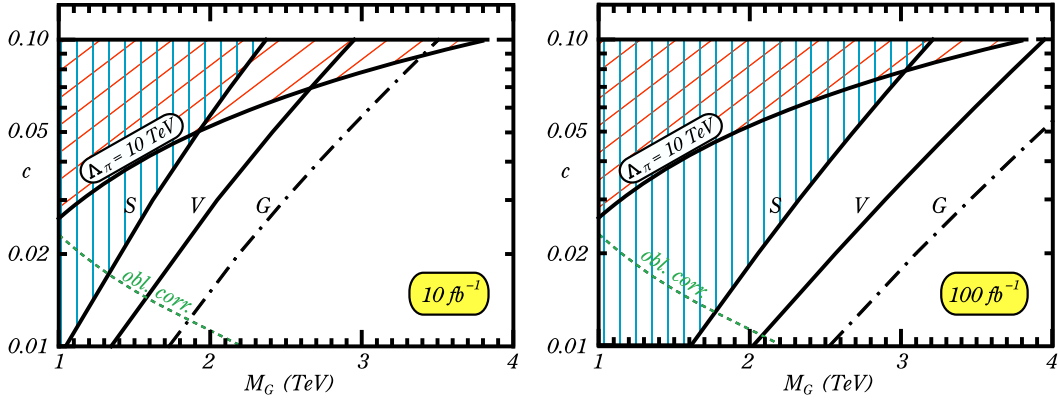 0.10
0.05
c
0.02
0.01
Λπ = 10 TeV
S
V
G
obl. corr.
10 fb⁻¹
1
2
3
4
M_G (TeV)
0.10
0.05
c
0.02
0.01
Λπ = 10 TeV
S
V
G
obl. corr.
100 fb⁻¹
1
2
3
4
M_G (TeV)